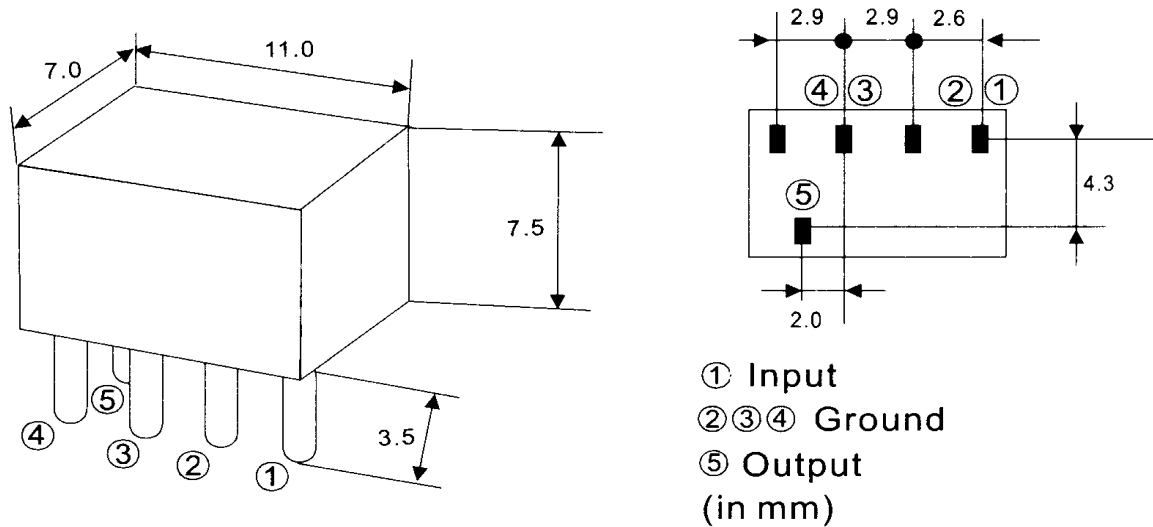 11.0
7.0
7.5
3.5
⑤
④
③
②
①
2.9 2.9 2.6
④③ ②①
⑤
4.3
2.0
① Input
②③④ Ground
⑤ Output
(in mm)